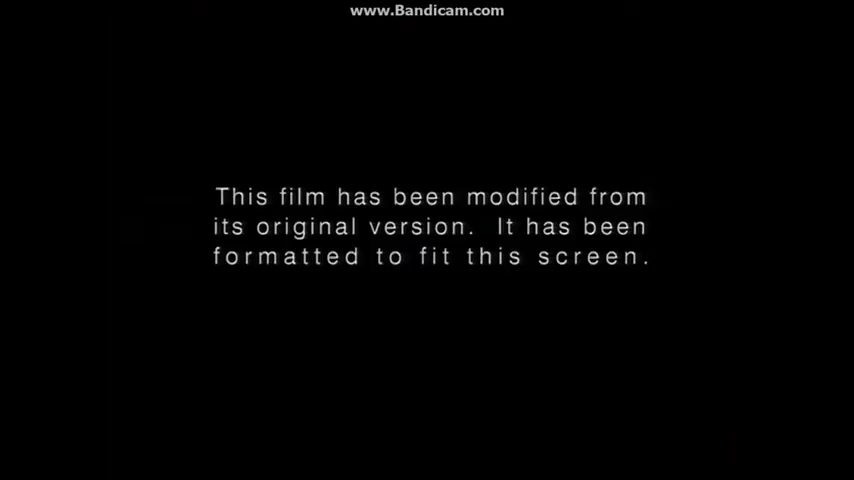 www.Bandicam.com
This film has been modified from
its original version. It has been
formatted to fit this screen.